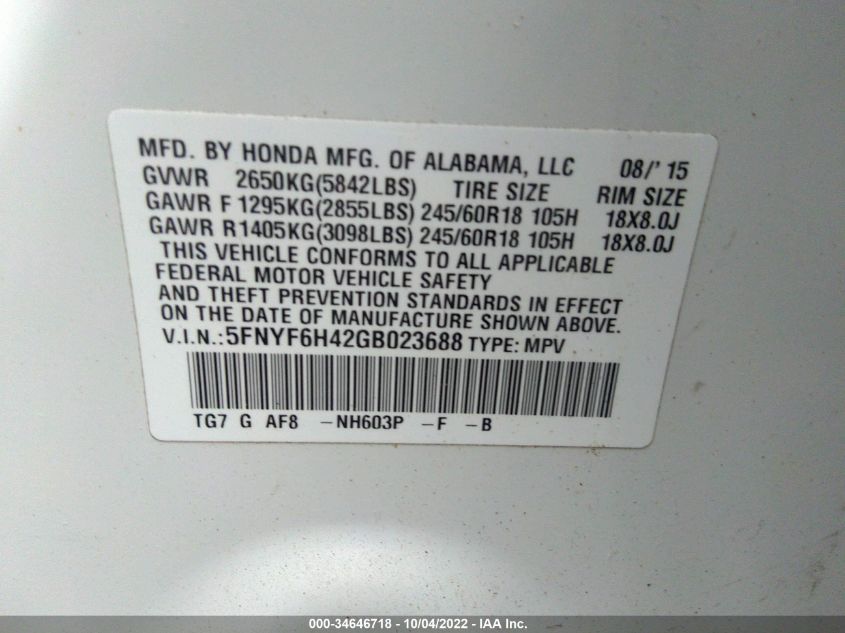 MFD. BY HONDA MFG. OF ALABAMA, LLC 08/' 15
GVWR 2650KG(5842LBS) TIRE SIZE RIM SIZE
GAWR F 1295KG(2855LBS) 245/60R18 105H 18X8.0J
GAWR R1405KG(3098LBS) 245/60R18 105H 18X8.0J
THIS VEHICLE CONFORMS TO ALL APPLICABLE
FEDERAL MOTOR VEHICLE SAFETY
AND THEFT PREVENTION STANDARDS IN EFFECT
ON THE DATE OF MANUFACTURE SHOWN ABOVE.
V.I.N.:5FNYF6H42GB023688 TYPE: MPV
TG7 G AF8 -NH603P -F -B
000-34646718 - 10/04/2022 - IAA Inc.